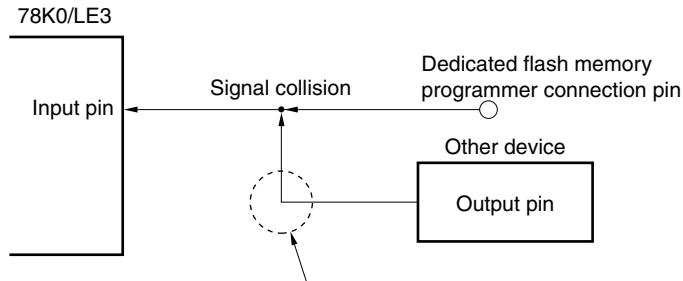 78K0/LE3
Input pin
Signal collision
Dedicated flash memory
programmer connection pin
Other device
Output pin